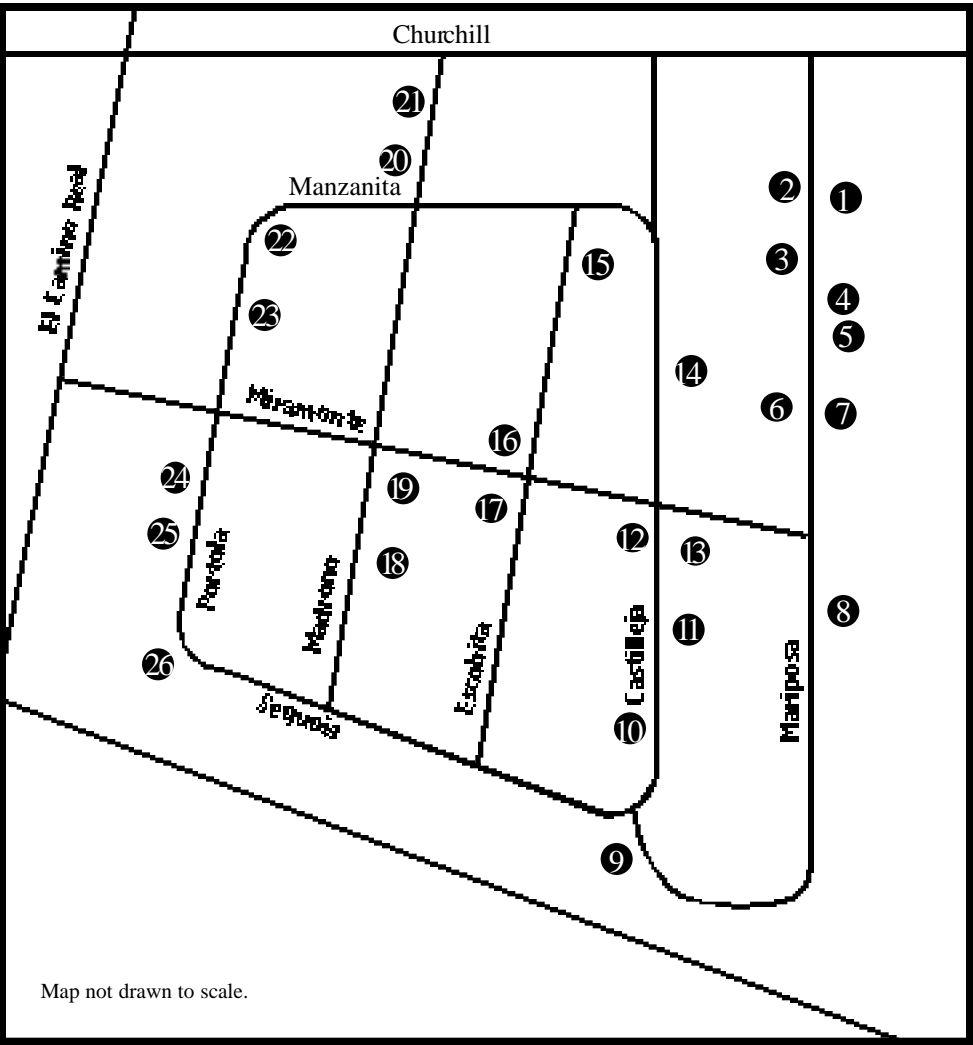 Churchill
21
20
Manzanita
2
1
El Camino Real
22
15
3
23
4
5
14
Miramonte
6
7
16
24
19
17
25
12
13
Portola
18
Madrono
8
11
Escobita
Castilleja
Mariposa
26
Sequoia
10
9
Map not drawn to scale.